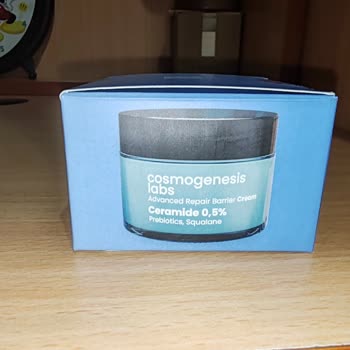 cosmogenesis
labs
Advanced Repair Barrier Cream
Ceramide 0,5%
Prebiotics, Squalane